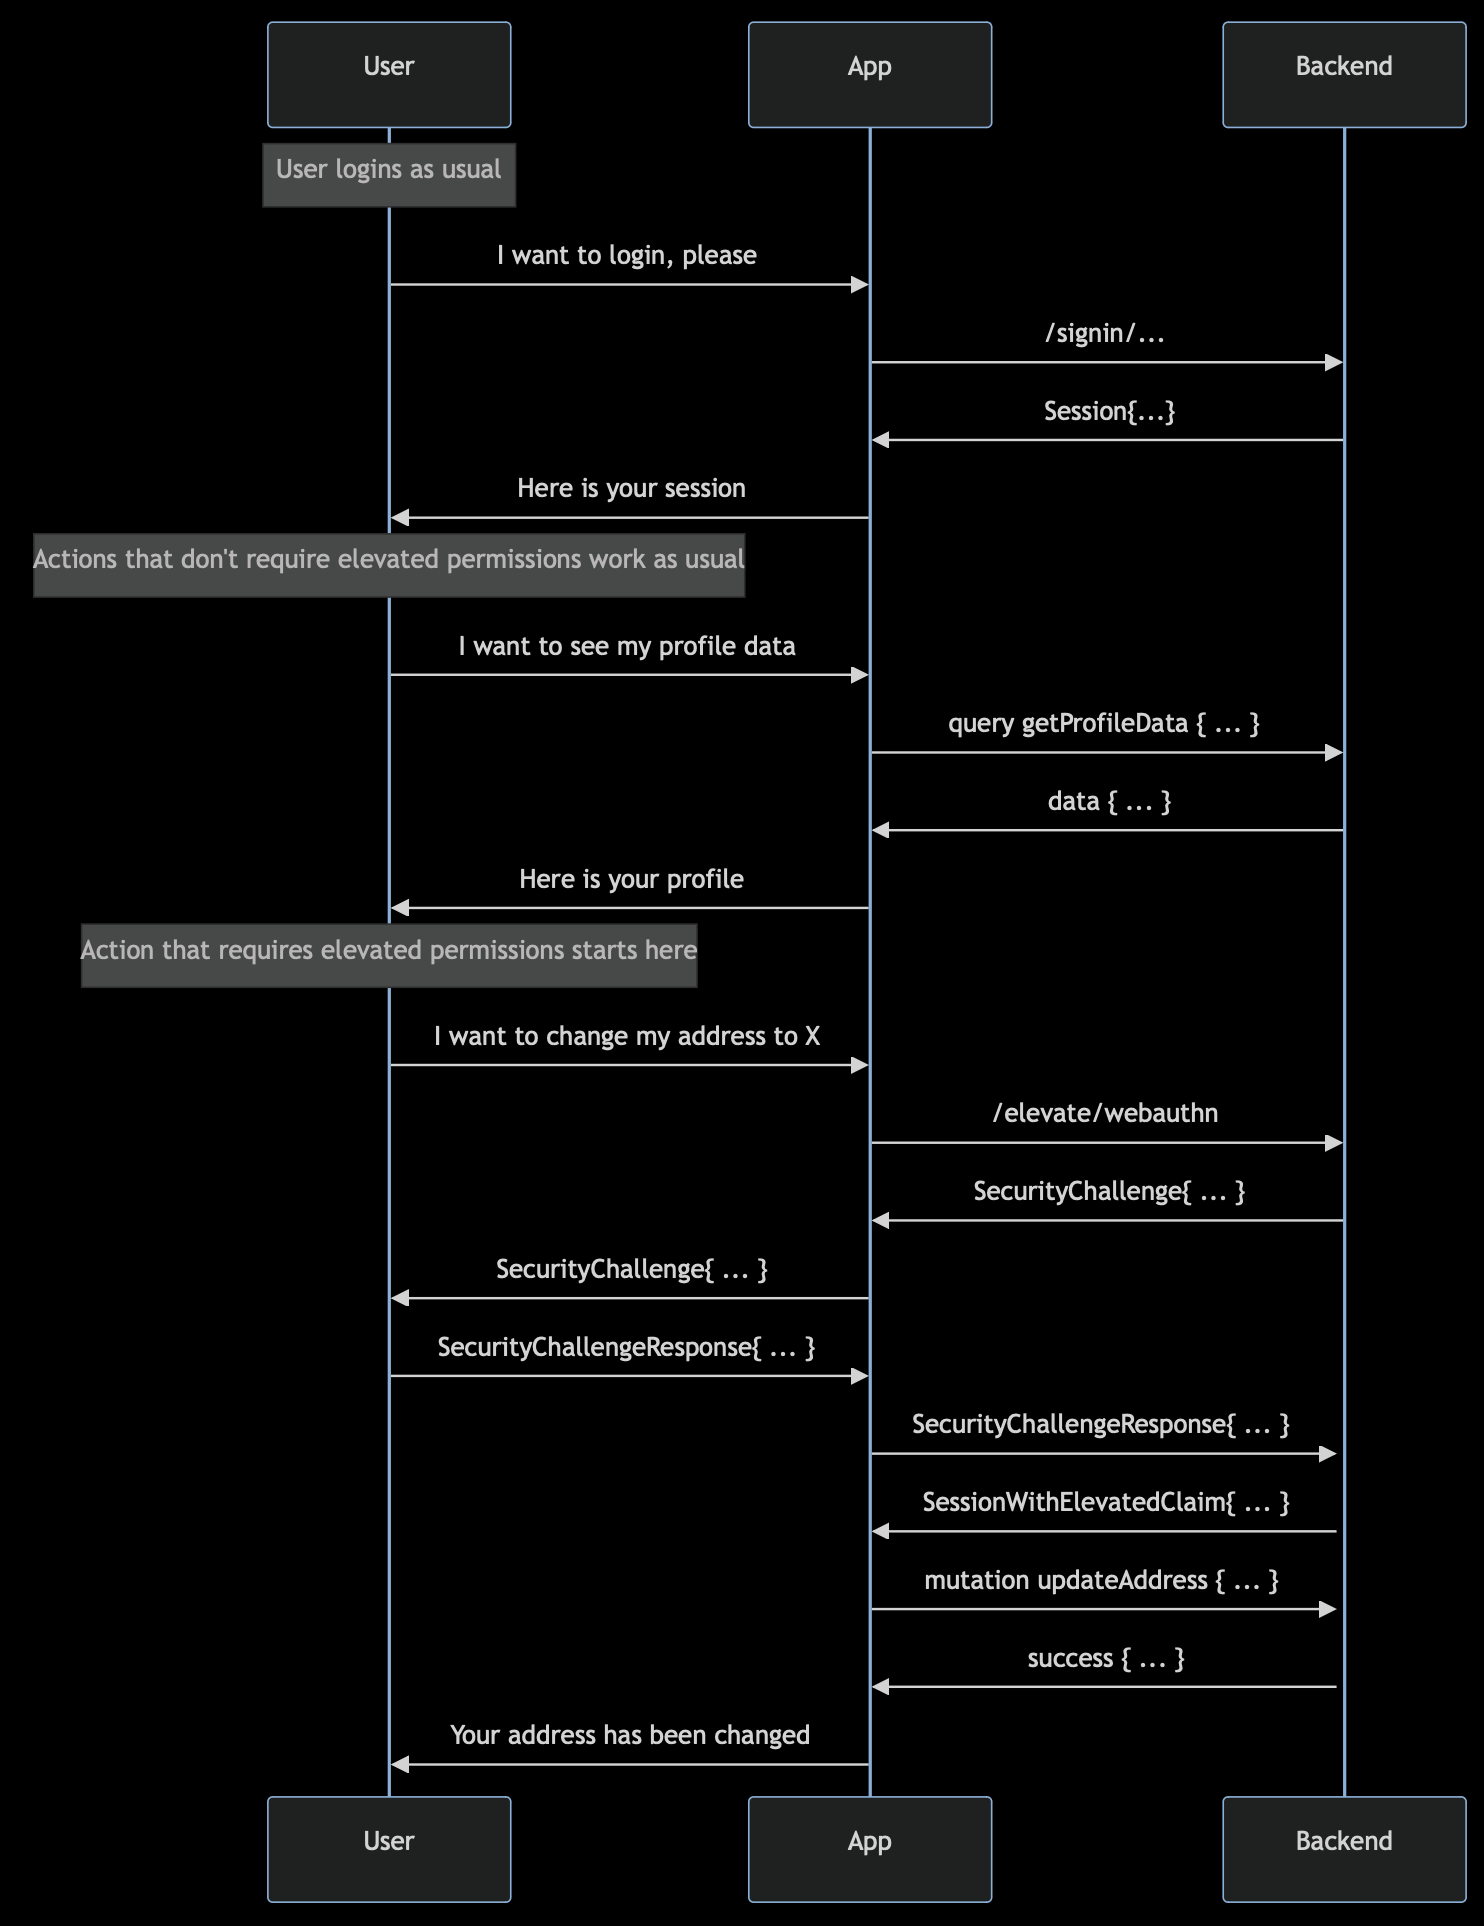 User
App
Backend
User logins as usual
I want to login, please
/signin/...
Session{...}
Here is your session
Actions that don't require elevated permissions work as usual
I want to see my profile data
query getProfileData { ... }
data { ... }
Here is your profile
Action that requires elevated permissions starts here
I want to change my address to X
/elevate/webauthn
SecurityChallenge{ ... }
SecurityChallenge{ ... }
SecurityChallengeResponse{ ... }
SecurityChallengeResponse{ ... }
SessionWithElevatedClaim{ ... }
mutation updateAddress { ... }
success { ... }
Your address has been changed
User
App
Backend